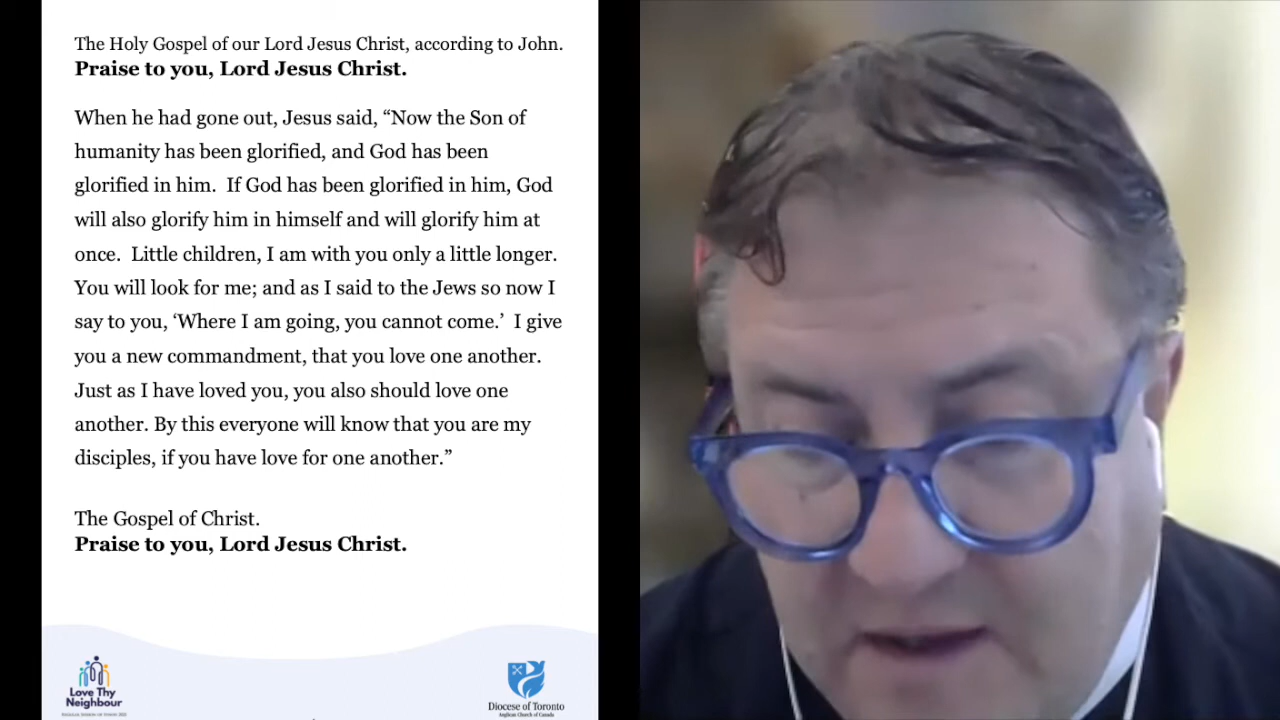 The Holy Gospel of our Lord Jesus Christ, according to John.
Praise to you, Lord Jesus Christ.
When he had gone out, Jesus said, “Now the Son of
humanity has been glorified, and God has been
glorified in him.  If God has been glorified in him, God
will also glorify him in himself and will glorify him at
once.  Little children, I am with you only a little longer.
You will look for me; and as I said to the Jews so now I
say to you, ‘Where I am going, you cannot come.’  I give
you a new commandment, that you love one another.
Just as I have loved you, you also should love one
another. By this everyone will know that you are my
disciples, if you have love for one another.”
The Gospel of Christ.
Praise to you, Lord Jesus Christ.
Love Thy
Neighbour
Diocese of Toronto
Anglican Church of Canada